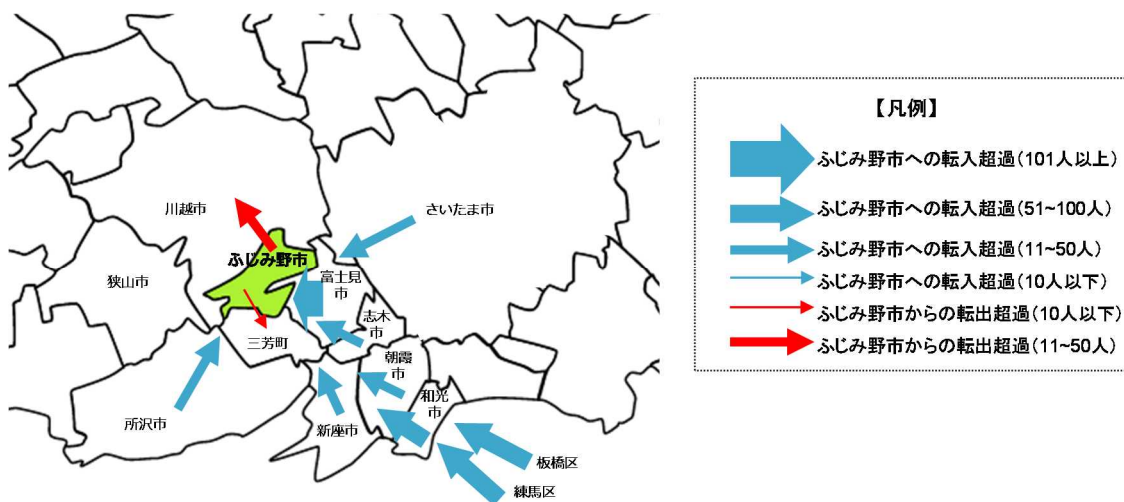 川越市
さいたま市
ふじみ野市
狭山市
富士見
市
志木
市
三芳町
朝霞
市
和光
市
所沢市
新座市
板橋区
練馬区
【凡例】
ふじみ野市への転入超過(101人以上)
ふじみ野市への転入超過(51~100人)
ふじみ野市への転入超過(11~50人)
ふじみ野市への転入超過(10人以下)
ふじみ野市からの転出超過(10人以下)
ふじみ野市からの転出超過(11~50人)